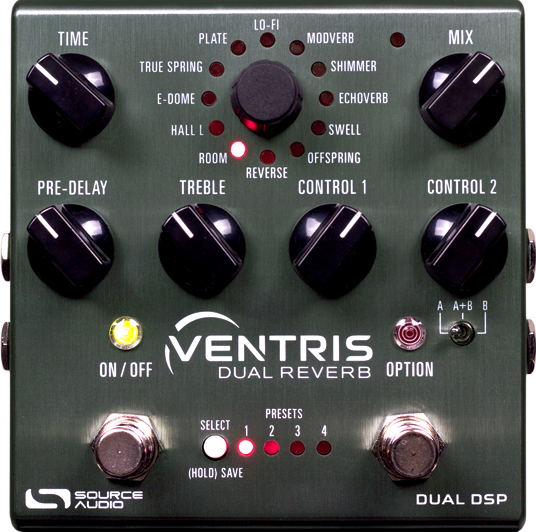 LO-FI
TIME
PLATE
MODVERB
MIX
TRUE SPRING
SHIMMER
E-DOME
ECHOVERB
HALL L
SWELL
ROOM
OFFSPRING
REVERSE
PRE-DELAY
TREBLE
CONTROL 1
CONTROL 2
A A+B B
VENTRIS
DUAL REVERB
ON / OFF
OPTION
PRESETS
SELECT
1 2 3 4
(HOLD) SAVE
SOURCE
AUDIO
DUAL DSP